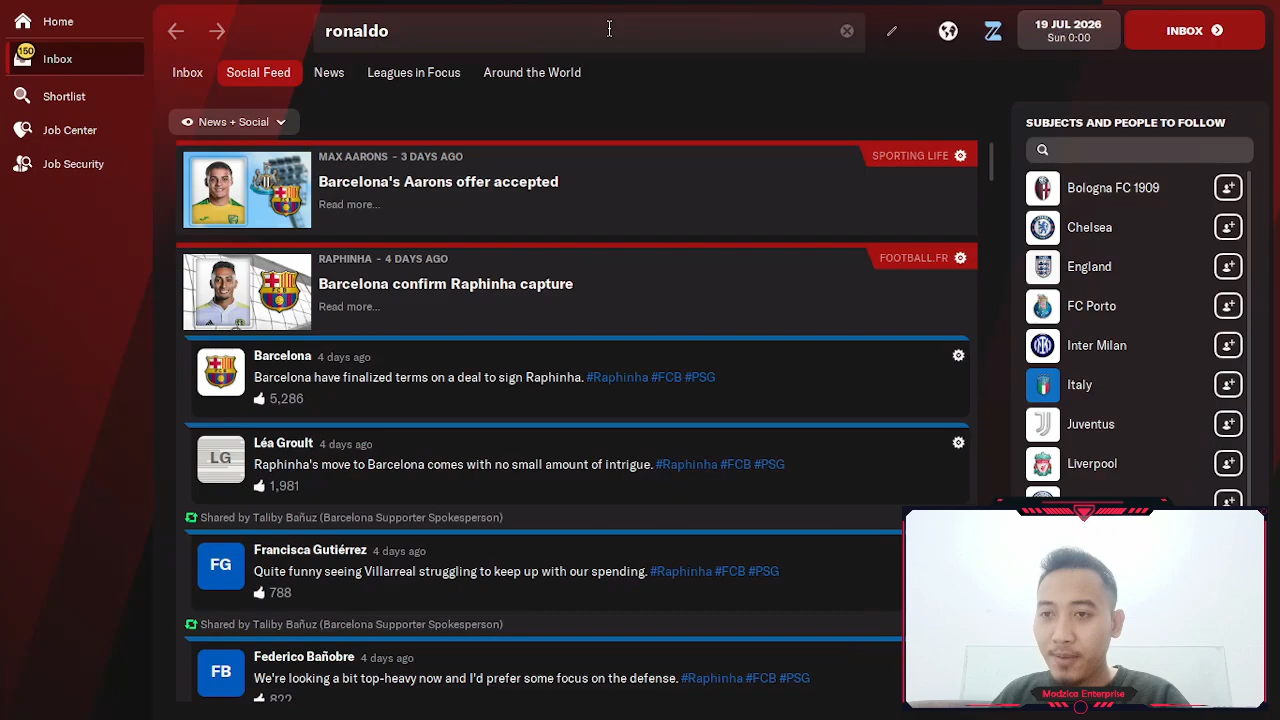 Home
150
Inbox
Shortlist
Job Center
Job Security
ronaldo
19 JUL 2026
Sun 0:00
INBOX
Inbox
Social Feed
News
Leagues in Focus
Around the World
News + Social
MAX AARONS - 3 DAYS AGO
SPORTING LIFE
Barcelona's Aarons offer accepted
Read more...
RAPHINHA - 4 DAYS AGO
FOOTBALL.FR
Barcelona confirm Raphinha capture
Read more...
Barcelona 4 days ago
Barcelona have finalized terms on a deal to sign Raphinha. #Raphinha #FCB #PSG
5,286
LG
Léa Groult 4 days ago
Raphinha's move to Barcelona comes with no small amount of intrigue. #Raphinha #FCB #PSG
1,981
Shared by Taliby Bañuz (Barcelona Supporter Spokesperson)
FG
Francisca Gutiérrez 4 days ago
Quite funny seeing Villarreal struggling to keep up with our spending. #Raphinha #FCB #PSG
788
Shared by Taliby Bañuz (Barcelona Supporter Spokesperson)
FB
Federico Bañobre 4 days ago
We're looking a bit top-heavy now and I'd prefer some focus on the defense. #Raphinha #FCB #PSG
822
SUBJECTS AND PEOPLE TO FOLLOW
Bologna FC 1909
Chelsea
England
FC Porto
Inter Milan
Italy
Juventus
Liverpool
Modzica Enterprise